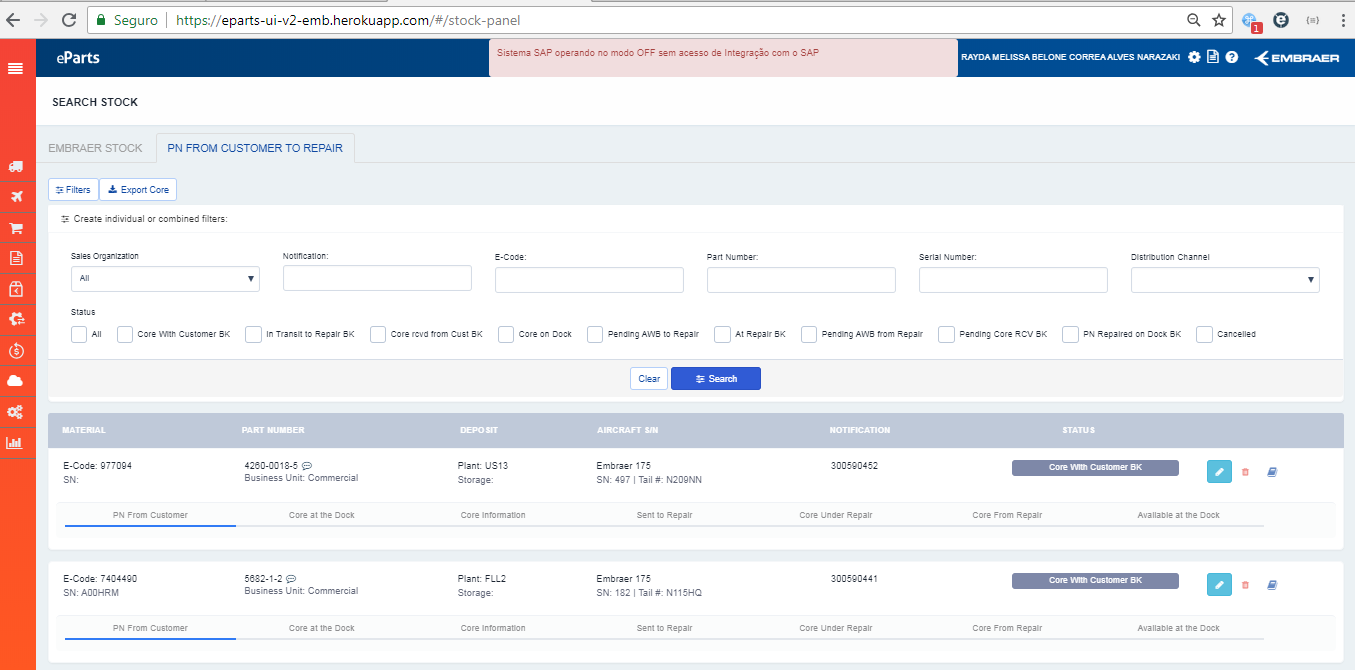 Seguro https://eparts-ui-v2-emb.herokuapp.com/#/stock-panel
1
eParts
Sistema SAP operando no modo OFF sem acesso de Integração com o SAP
RAYDA MELISSA BELONE CORREA ALVES NARAZAKI
EMBRAER
SEARCH STOCK
EMBRAER STOCK PN FROM CUSTOMER TO REPAIR
Filters Export Core
Create individual or combined filters:
Sales Organization Notification: E-Code: Part Number: Serial Number: Distribution Channel
All
Status
All Core With Customer BK In Transit to Repair BK Core rcvd from Cust BK Core on Dock Pending AWB to Repair At Repair BK Pending AWB from Repair Pending Core RCV BK PN Repaired on Dock BK Cancelled
Clear Search
MATERIAL PART NUMBER DEPOSIT AIRCRAFT S/N NOTIFICATION STATUS
E-Code: 977094 4260-0018-5 Plant: US13 Embraer 175 300590452 Core With Customer BK
SN: Business Unit: Commercial Storage: SN: 497 | Tail #: N209NN
PN From Customer Core at the Dock Core Information Sent to Repair Core Under Repair Core From Repair Available at the Dock
E-Code: 7404490 5682-1-2 Plant: FLL2 Embraer 175 300590441 Core With Customer BK
SN: A00HRM Business Unit: Commercial Storage: SN: 182 | Tail #: N115HQ
PN From Customer Core at the Dock Core Information Sent to Repair Core Under Repair Core From Repair Available at the Dock